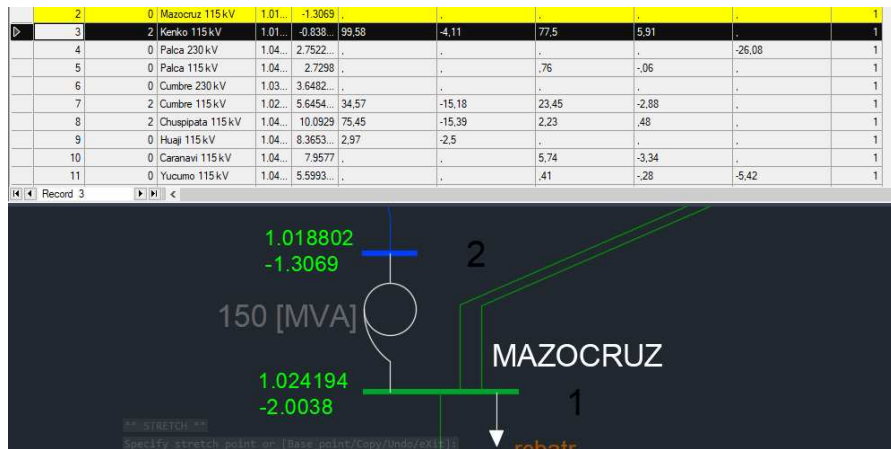 2 0 Mazocruz 115 kV 1.01... -1.3069 . . . . . 1
3 2 Kenko 115 kV 1.01... -0.838... 99,58 -4,11 77,5 5,91 . 1
4 0 Palca 230 kV 1.04... 2.7522... . . . . -26,08 1
5 0 Palca 115 kV 1.04... 2.7298 . . ,76 -,06 . 1
6 0 Cumbre 230 kV 1.03... 3.6482... . . . . . 1
7 2 Cumbre 115 kV 1.02... 5.6454... 34,57 -15,18 23,45 -2,88 . 1
8 2 Chuspipata 115 kV 1.04... 10.0929 75,45 -15,39 2,23 ,48 . 1
9 0 Huaji 115 kV 1.04... 8.3653... 2,97 -2,5 . . . 1
10 0 Caranavi 115 kV 1.04... 7.9577 . . 5,74 -3,34 . 1
11 0 Yucumo 115 kV 1.04... 5.5993... . . ,41 -,28 -5,42 1
Record 3
1.018802
-1.3069
2
150 [MVA]
MAZOCRUZ
1.024194
-2.0038
1
** STRETCH **
Specify stretch point or [Base point/Copy/Undo/eXit]:
rebatr